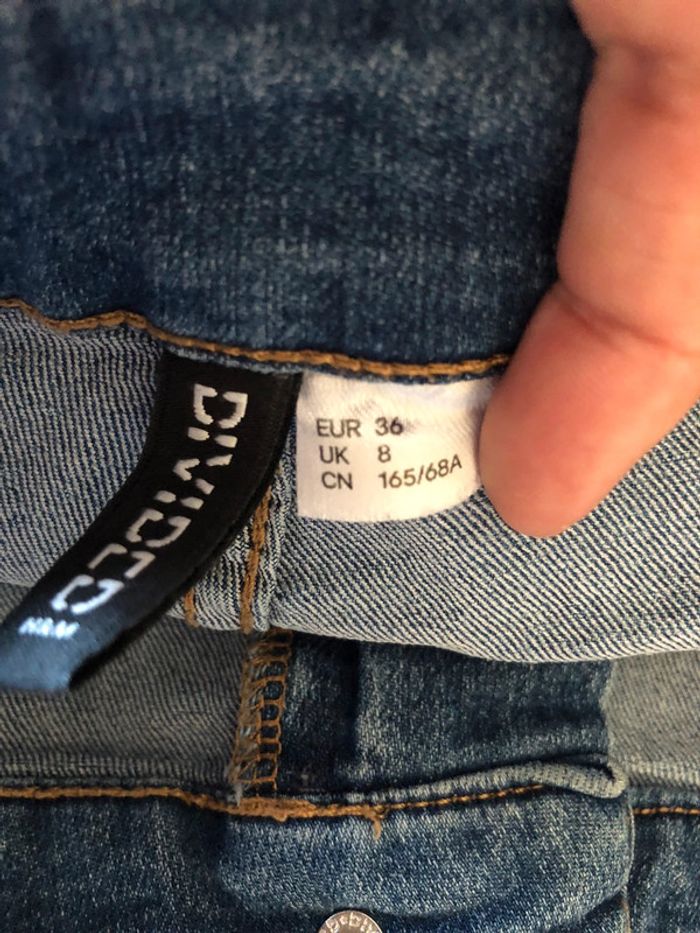 DIVIDED
H&M
EUR 36
UK 8
CN 165/68A